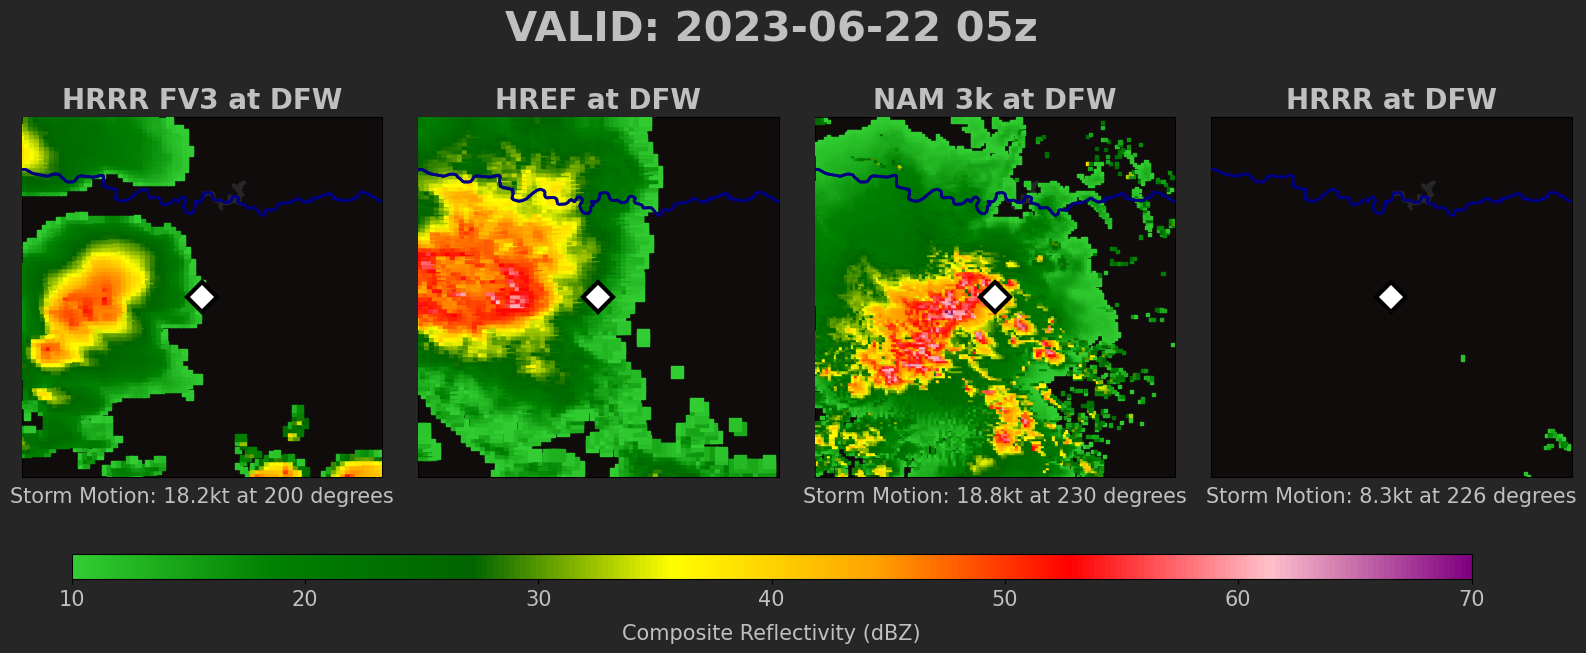 VALID: 2023-06-22 05z
HRRR FV3 at DFW
HREF at DFW
NAM 3k at DFW
HRRR at DFW
Storm Motion: 18.2kt at 200 degrees
Storm Motion: 18.8kt at 230 degrees
Storm Motion: 8.3kt at 226 degrees
10 20 30 40 50 60 70
Composite Reflectivity (dBZ)